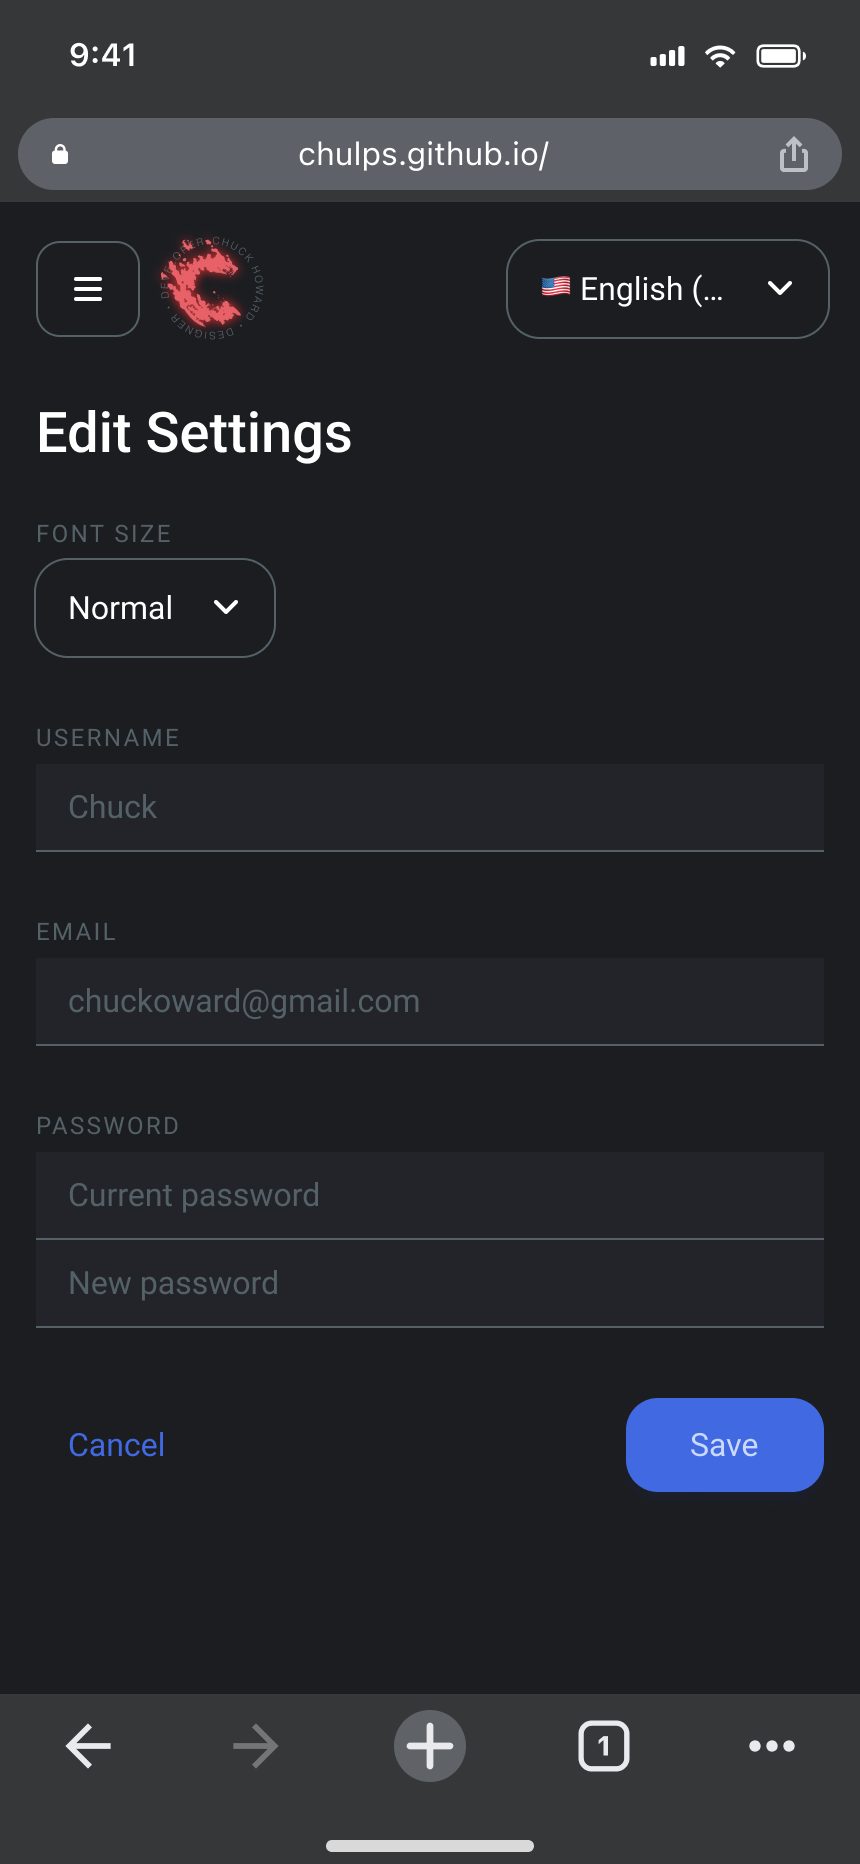 9:41
chulps.github.io/
CHUCK HOWARD • DESIGNER •
English (...
Edit Settings
FONT SIZE
Normal
USERNAME
Chuck
EMAIL
chuckoward@gmail.com
PASSWORD
Current password
New password
Cancel
Save
1